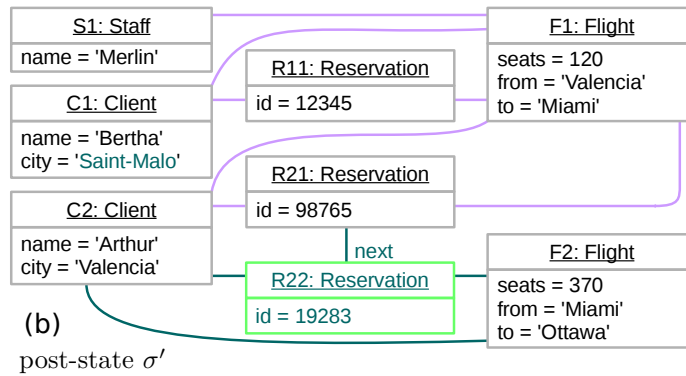 S1: Staff
name = 'Merlin'
C1: Client
name = 'Bertha'
city = 'Saint-Malo'
C2: Client
name = 'Arthur'
city = 'Valencia'
R11: Reservation
id = 12345
R21: Reservation
id = 98765
next
R22: Reservation
id = 19283
F1: Flight
seats = 120
from = 'Valencia'
to = 'Miami'
F2: Flight
seats = 370
from = 'Miami'
to = 'Ottawa'
(b)
post-state σ′